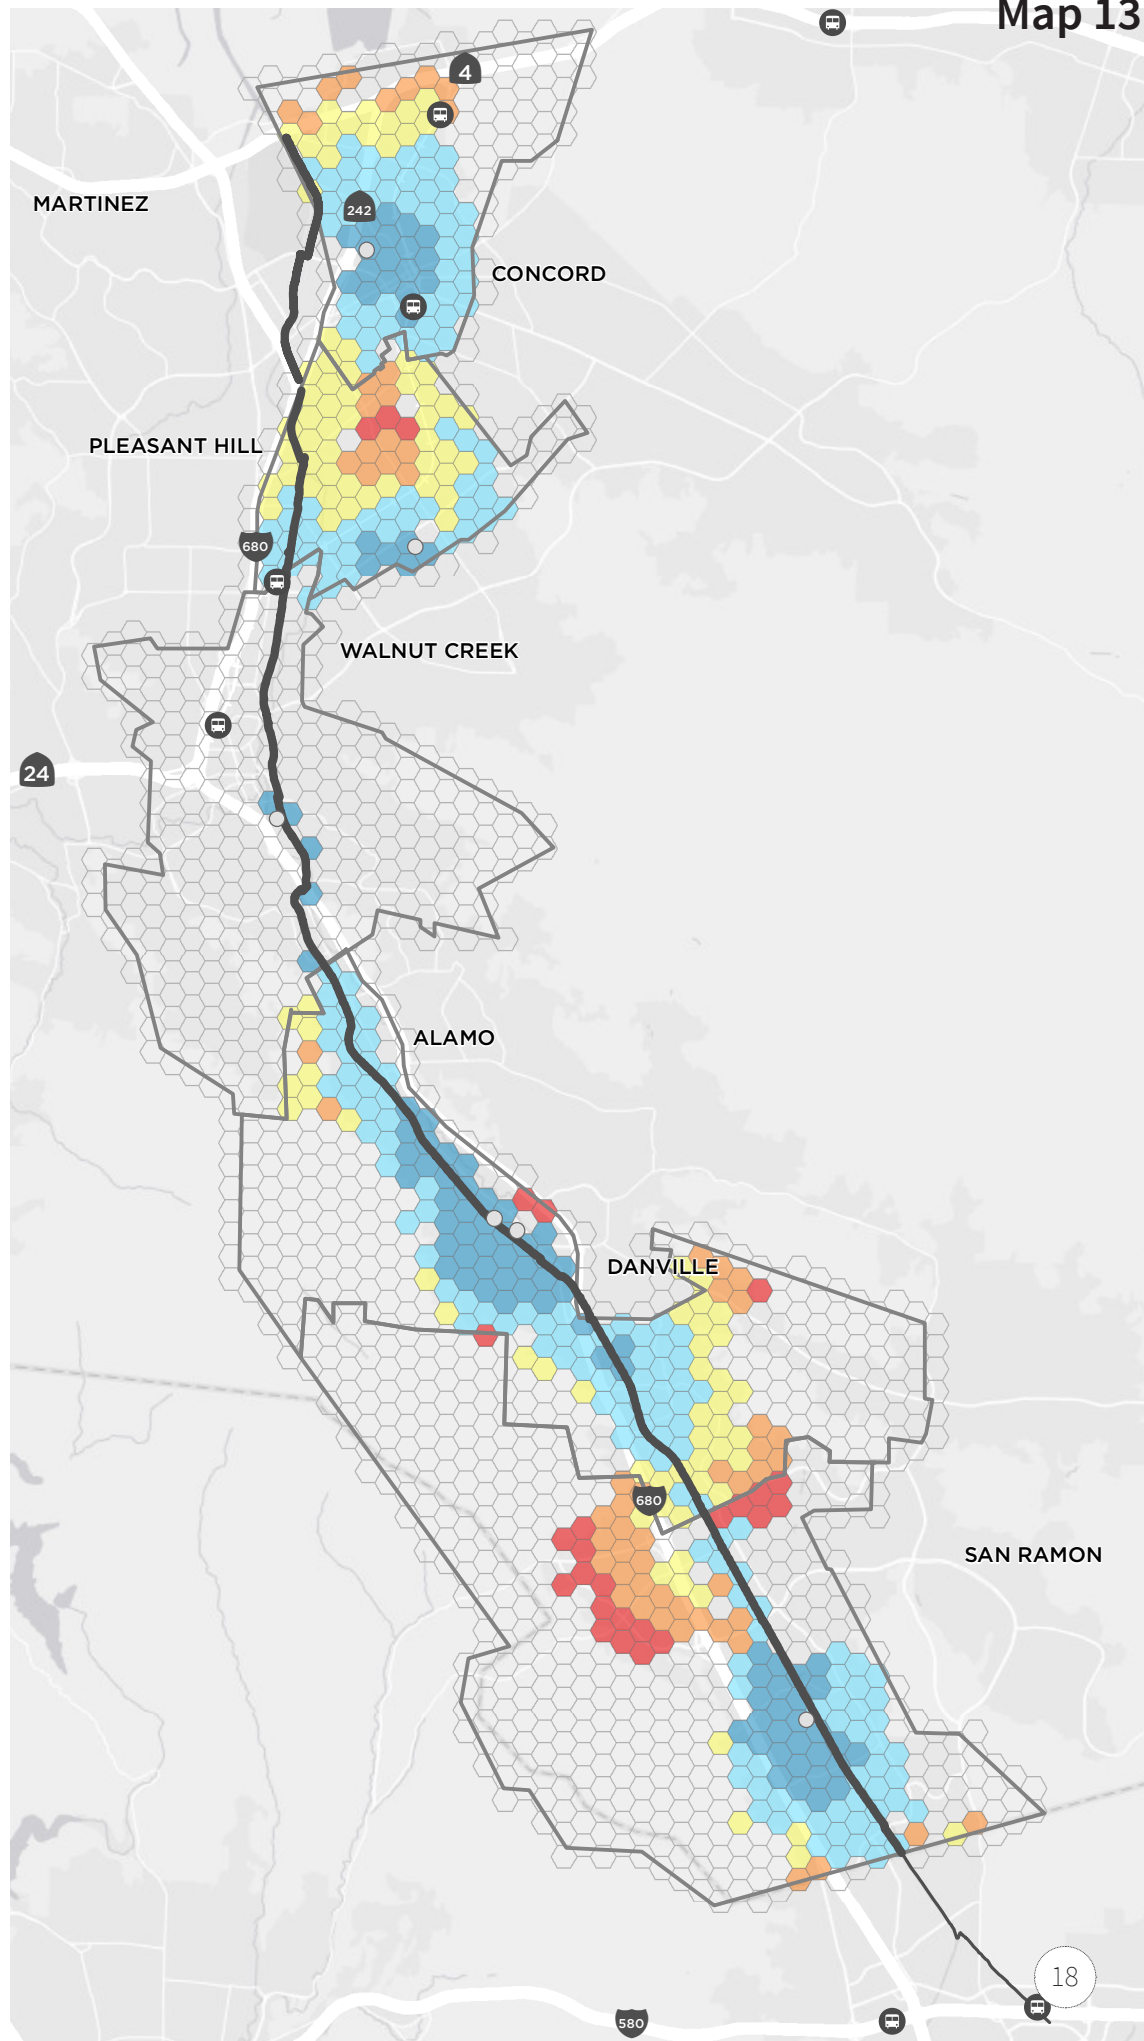 Map 13
4
MARTINEZ
242
CONCORD
PLEASANT HILL
680
WALNUT CREEK
24
ALAMO
DANVILLE
680
SAN RAMON
18
580